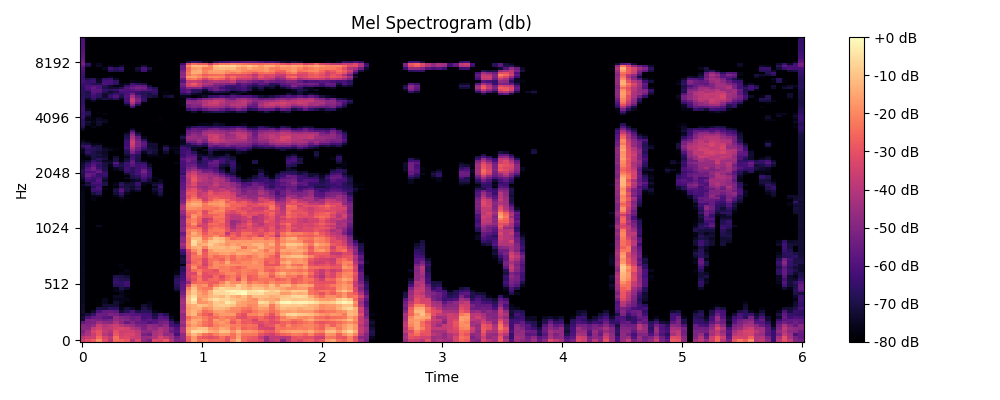 Mel Spectrogram (db)
8192
4096
2048
1024
512
0
Hz
0 1 2 3 4 5 6
Time
+0 dB
-10 dB
-20 dB
-30 dB
-40 dB
-50 dB
-60 dB
-70 dB
-80 dB